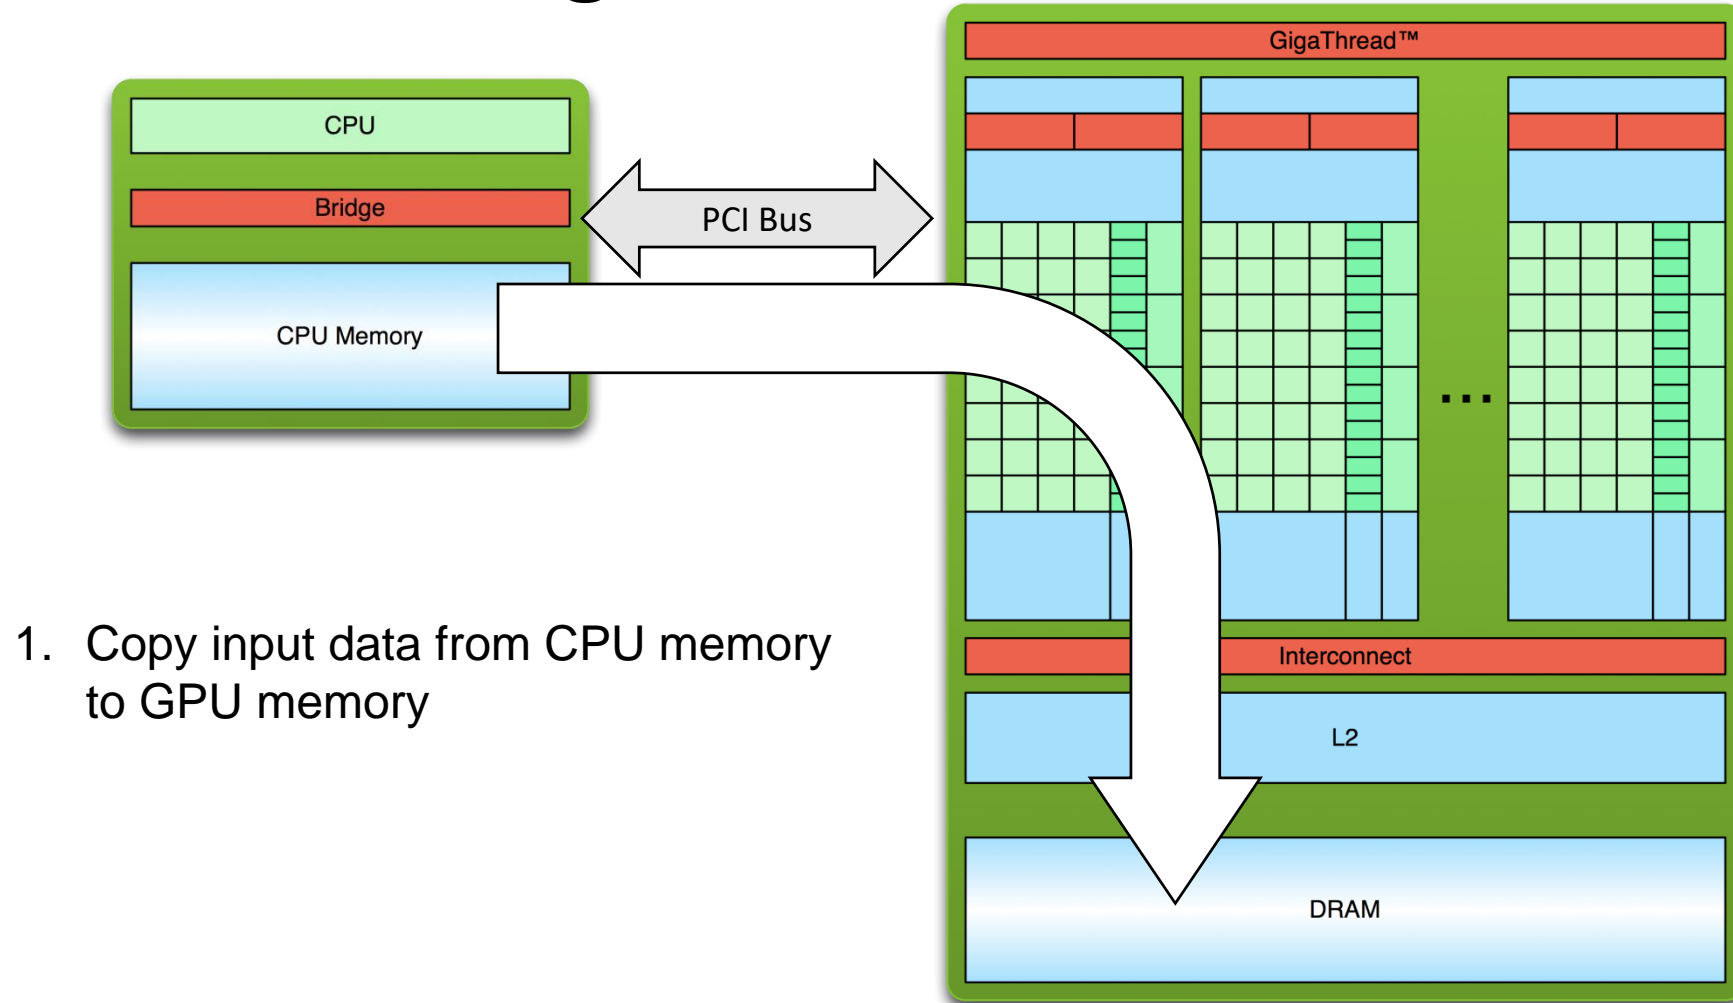 GigaThread™
CPU
Bridge
PCI Bus
CPU Memory
...
1. Copy input data from CPU memory
to GPU memory
Interconnect
L2
DRAM